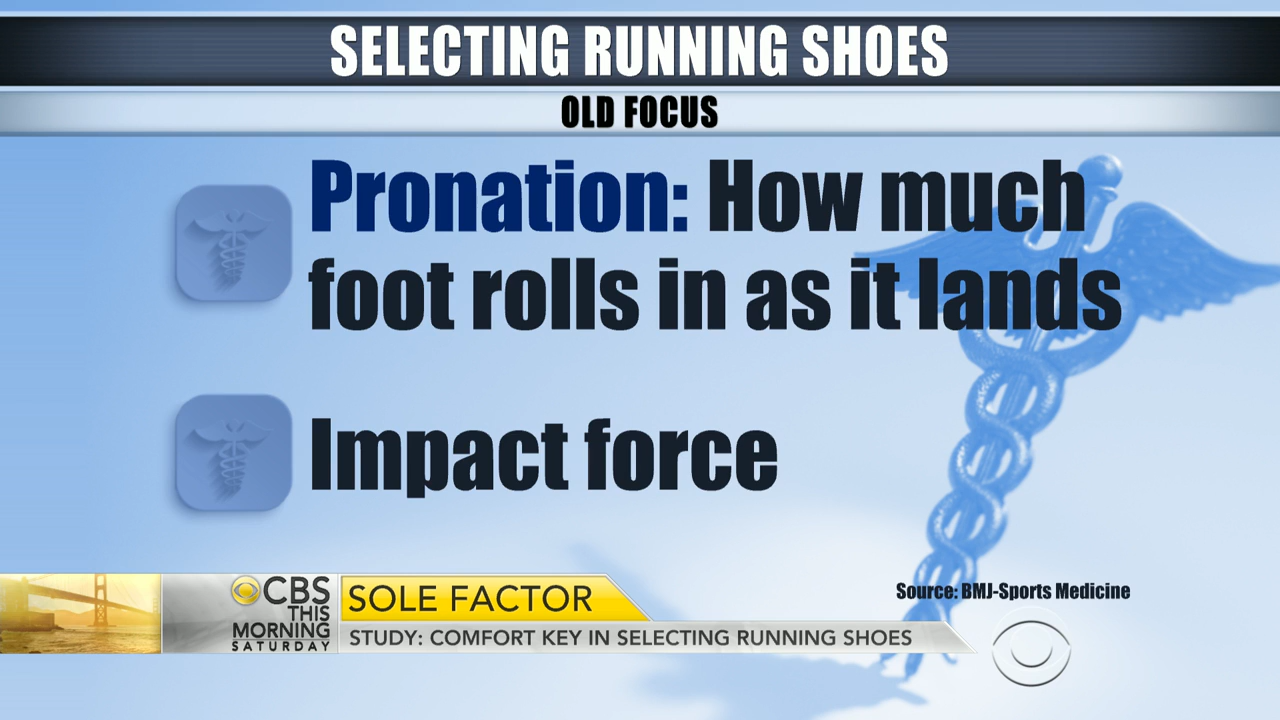 SELECTING RUNNING SHOES
OLD FOCUS
Pronation: How much
foot rolls in as it lands
Impact force
Source: BMJ-Sports Medicine
CBS
THIS
MORNING
SATURDAY
SOLE FACTOR
STUDY: COMFORT KEY IN SELECTING RUNNING SHOES